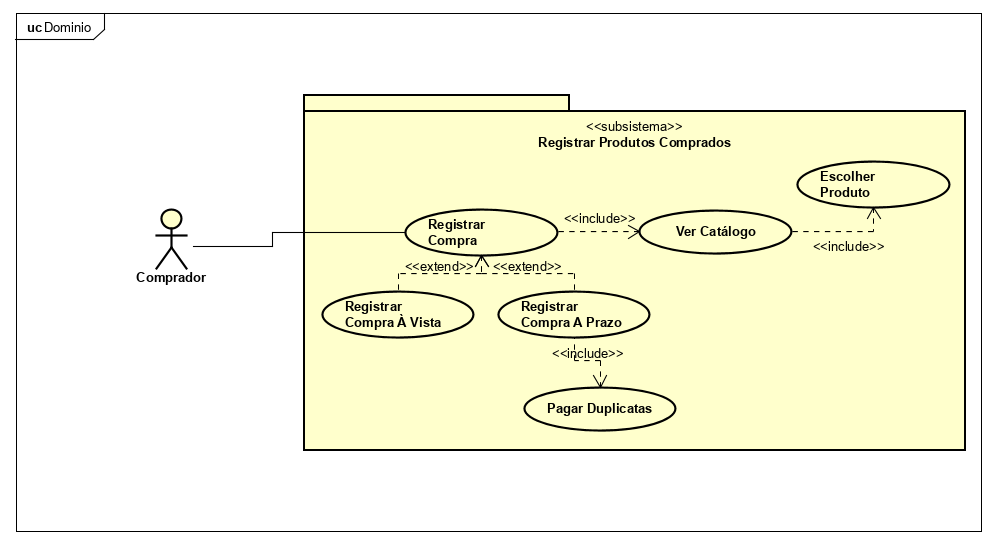 uc Dominio
<<subsistema>>
Registrar Produtos Comprados
Escolher
Produto
Registrar
Compra
<<include>>
Ver Catálogo
<<include>>
Comprador
<<extend>>
<<extend>>
Registrar
Compra À Vista
Registrar
Compra A Prazo
<<include>>
Pagar Duplicatas